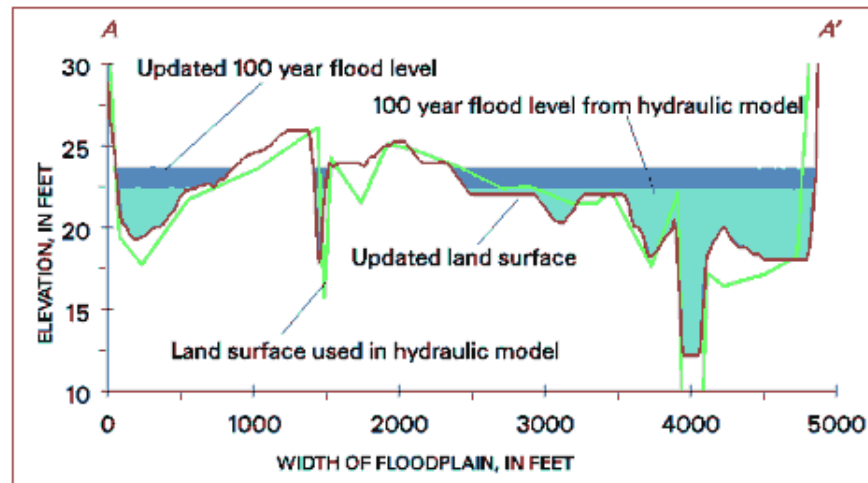 A
A'
Updated 100 year flood level
100 year flood level from hydraulic model
Updated land surface
Land surface used in hydraulic model
ELEVATION, IN FEET
30
25
20
15
10
0
1000
2000
3000
4000
5000
WIDTH OF FLOODPLAIN, IN FEET